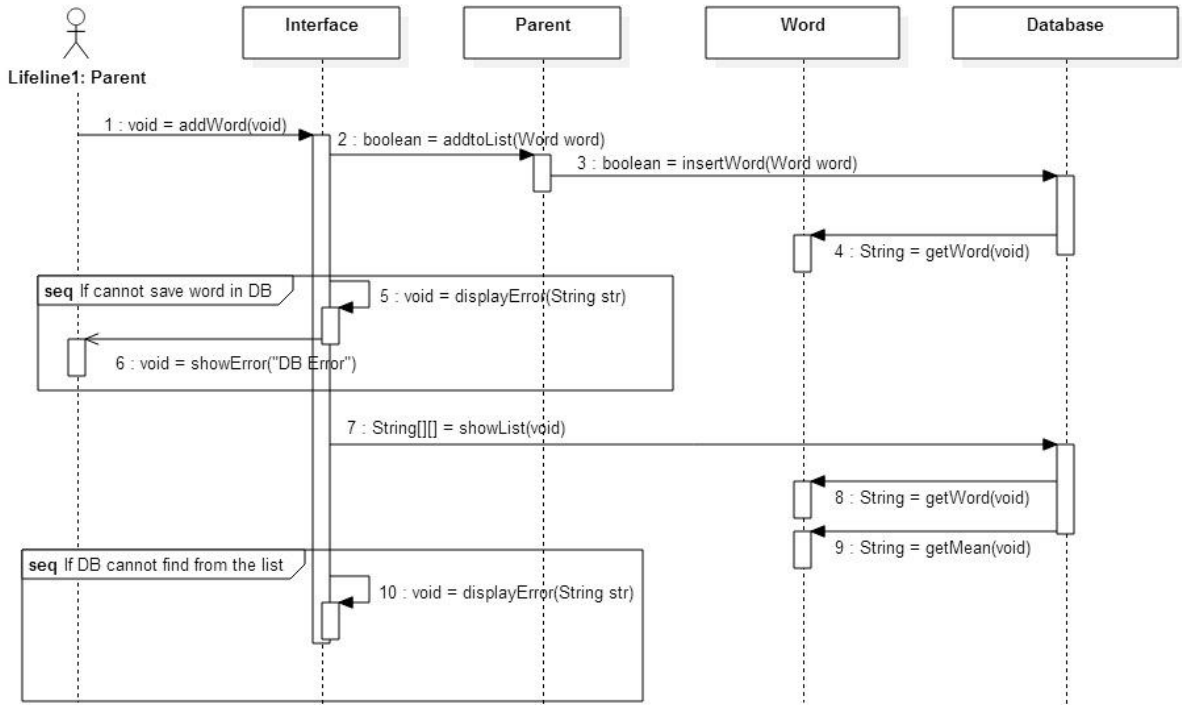 Interface
Parent
Word
Database
Lifeline1: Parent
1 : void = addWord(void)
2 : boolean = addtoList(Word word)
3 : boolean = insertWord(Word word)
4 : String = getWord(void)
seq If cannot save word in DB
5 : void = displayError(String str)
6 : void = showError("DB Error")
7 : String[][] = showList(void)
8 : String = getWord(void)
9 : String = getMean(void)
seq If DB cannot find from the list
10 : void = displayError(String str)